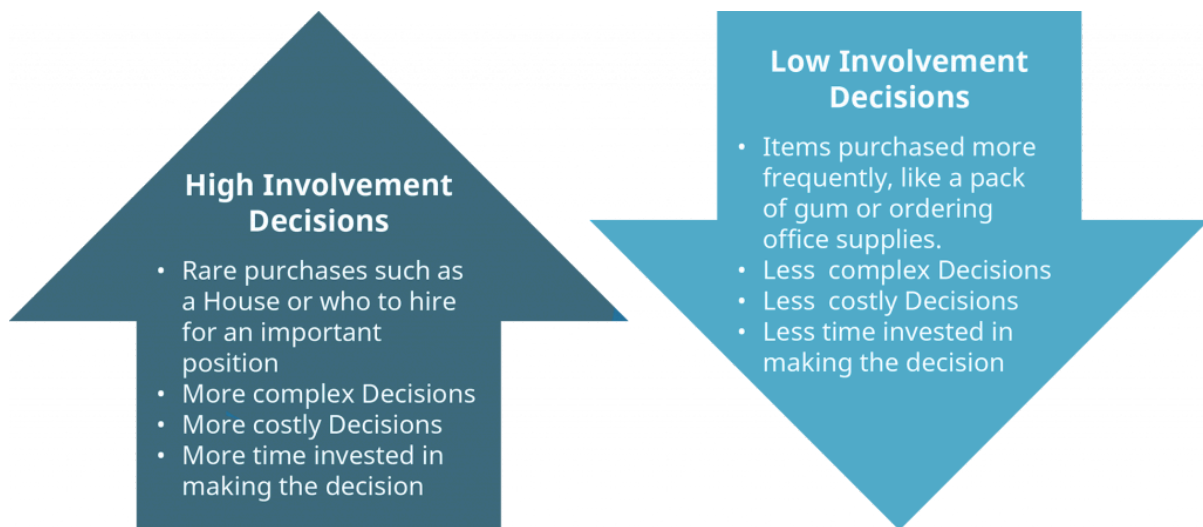 High Involvement
Decisions
• Rare purchases such as
a House or who to hire
for an important
position
• More complex Decisions
• More costly Decisions
• More time invested in
making the decision
Low Involvement
Decisions
• Items purchased more
frequently, like a pack
of gum or ordering
office supplies.
• Less  complex Decisions
• Less  costly Decisions
• Less time invested in
making the decision